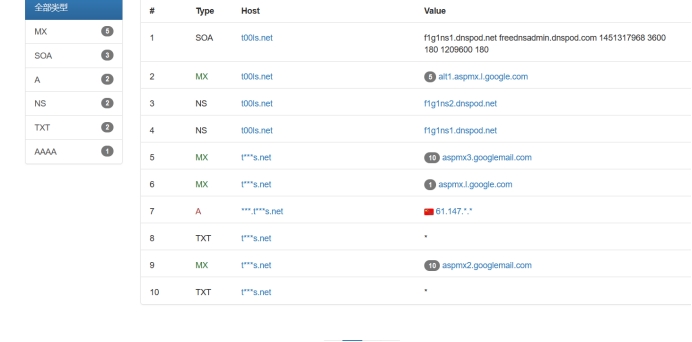 全部类型
MX 5
SOA 3
A 2
NS 2
TXT 2
AAAA 1
# Type Host Value
1 SOA t00ls.net f1g1ns1.dnspod.net freednsadmin.dnspod.com 1451317968 3600
180 1209600 180
2 MX t00ls.net 5 alt1.aspmx.l.google.com
3 NS t00ls.net f1g1ns2.dnspod.net
4 NS t00ls.net f1g1ns1.dnspod.net
5 MX t***s.net 10 aspmx3.googlemail.com
6 MX t***s.net 1 aspmx.l.google.com
7 A ***.t***s.net 61.147.*.*
8 TXT t***s.net *
9 MX t***s.net 10 aspmx2.googlemail.com
10 TXT t***s.net *